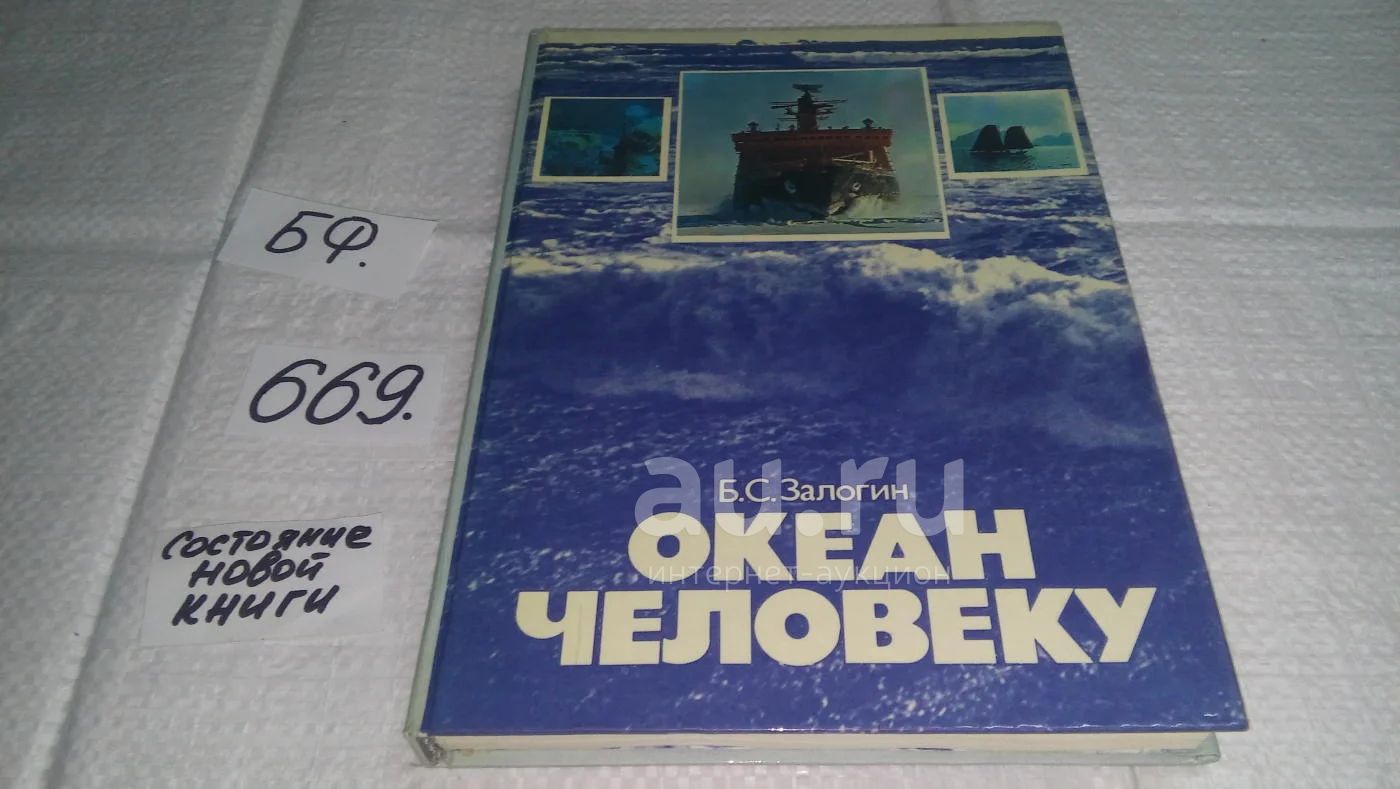 БФ.
669.
состояние
новой
книги
Б.С.Залогин
ОКЕАН
ЧЕЛОВЕКУ
au.ru
интернет-аукцион